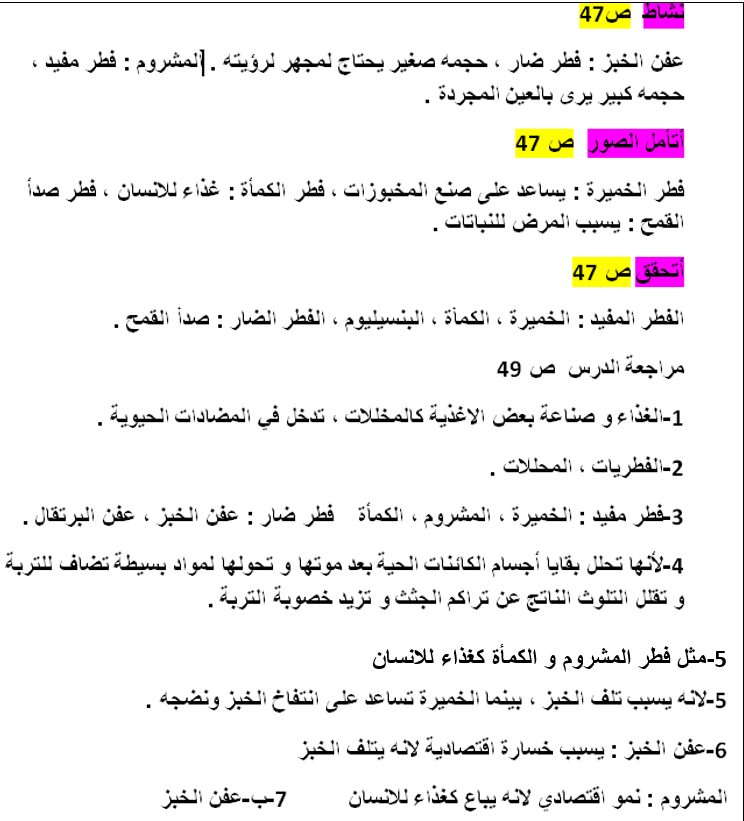 نشاط ص47
عفن الخبز : فطر ضار ، حجمه صغير يحتاج لمجهر لرؤيته . المشروم : فطر مفيد ،
حجمه كبير يرى بالعين المجردة .
أتأمل الصور ص 47
فطر الخميرة : يساعد على صنع المخبوزات ، فطر الكمأة : غذاء للانسان ، فطر صدأ
القمح : يسبب المرض للنباتات .
أتحقق ص 47
الفطر المفيد : الخميرة ، الكمأة ، البنسيليوم ، الفطر الضار : صدأ القمح .
مراجعة الدرس ص 49
1-الغذاء و صناعة بعض الاغذية كالمخللات ، تدخل في المضادات الحيوية .
2-الفطريات ، المحللات .
3-فطر مفيد : الخميرة ، المشروم ، الكمأة فطر ضار : عفن الخبز ، عفن البرتقال .
4-لأنها تحلل بقايا أجسام الكائنات الحية بعد موتها و تحولها لمواد بسيطة تضاف للتربة
و تقلل التلوث الناتج عن تراكم الجثث و تزيد خصوبة التربة .
5-مثل فطر المشروم و الكمأة كغذاء للانسان
5-لانه يسبب تلف الخبز ، بينما الخميرة تساعد على انتفاخ الخبز ونضجه .
6-عفن الخبز : يسبب خسارة اقتصادية لانه يتلف الخبز
المشروم : نمو اقتصادي لانه يباع كغذاء للانسان 7-ب-عفن الخبز